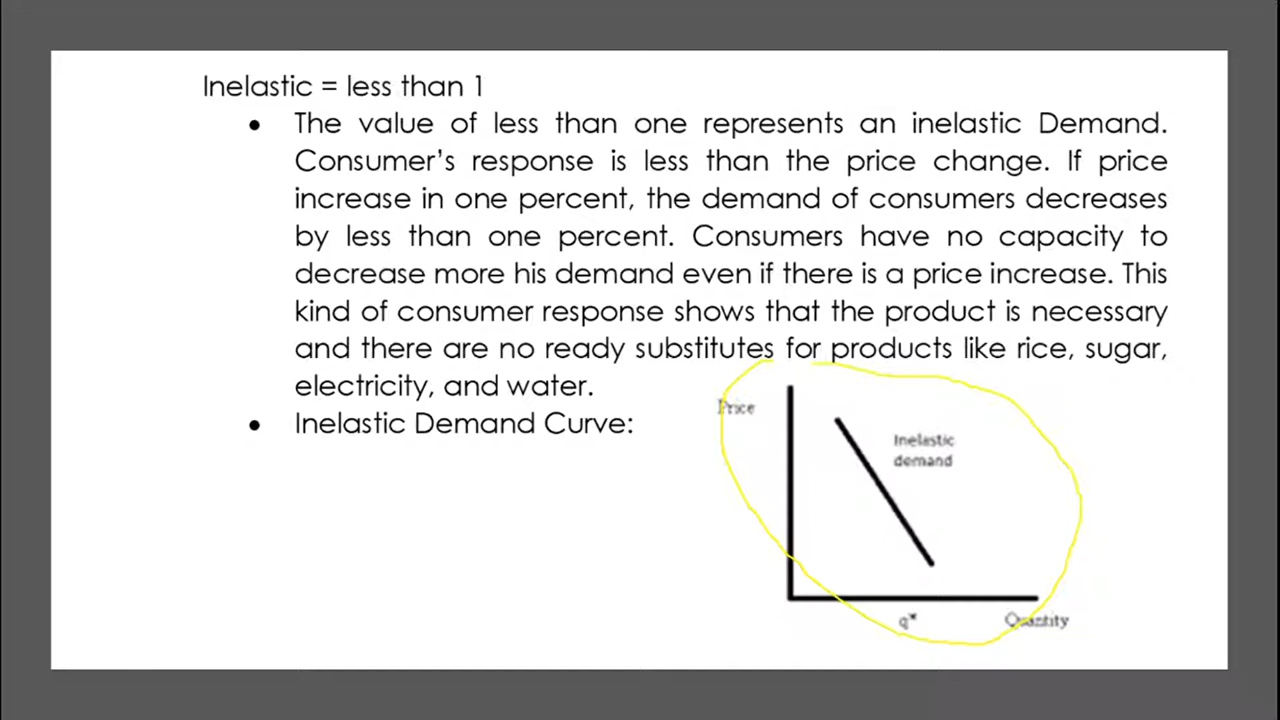 Inelastic = less than 1
• The value of less than one represents an inelastic Demand.
Consumer's response is less than the price change. If price
increase in one percent, the demand of consumers decreases
by less than one percent. Consumers have no capacity to
decrease more his demand even if there is a price increase. This
kind of consumer response shows that the product is necessary
and there are no ready substitutes for products like rice, sugar,
electricity, and water.
• Inelastic Demand Curve:
Price
Inelastic
demand
q*
Quantity